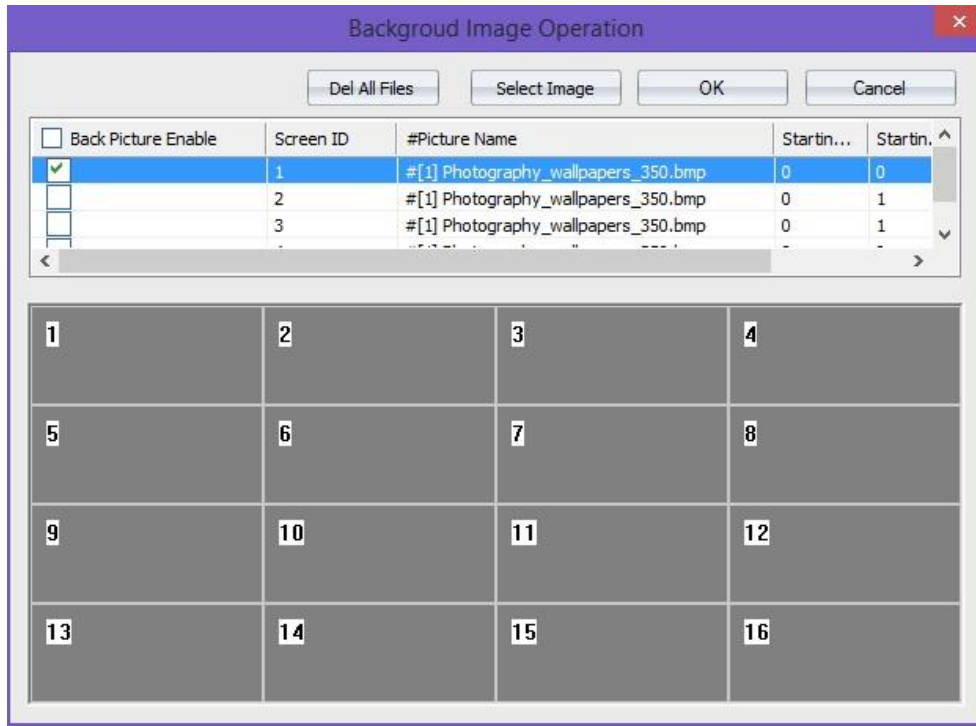 Backgroud Image Operation
Del All Files Select Image OK Cancel
Back Picture Enable Screen ID #Picture Name Startin... Startin.
1 #[1] Photography_wallpapers_350.bmp 0 0
2 #[1] Photography_wallpapers_350.bmp 0 1
3 #[1] Photography_wallpapers_350.bmp 0 1
1 2 3 4
5 6 7 8
9 10 11 12
13 14 15 16